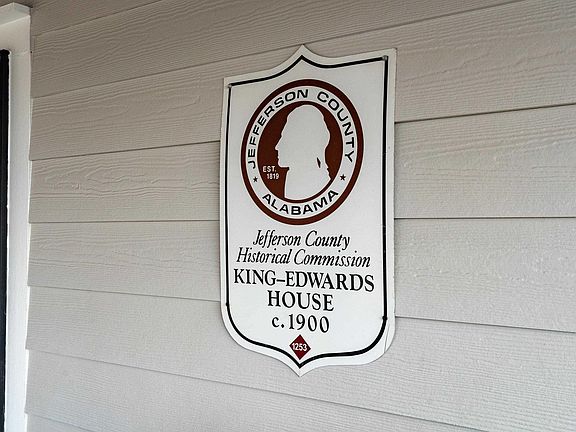 JEFFERSON COUNTY
EST.
1819
★ ALABAMA ★
Jefferson County
Historical Commission
KING–EDWARDS
HOUSE
c. 1900
1253